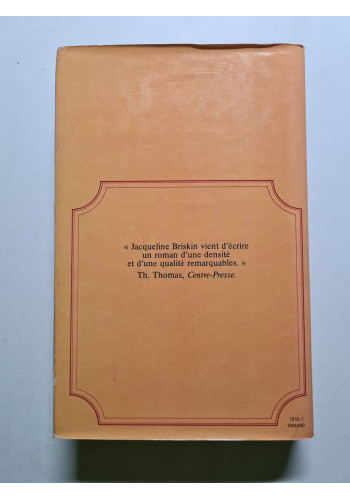 « Jacqueline Briskin vient d'écrire
un roman d'une densité
et d'une qualité remarquables. »
Th. Thomas, Centre-Presse.